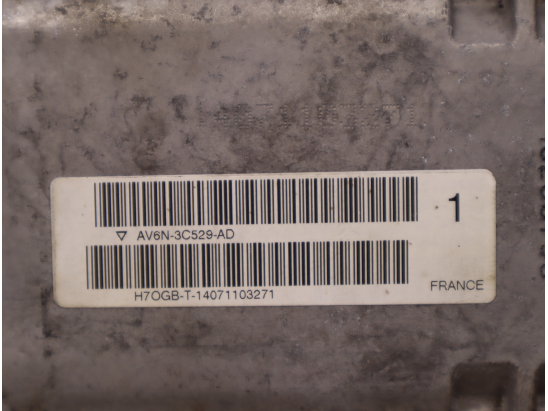 1
▽ AV6N-3C529-AD
H7OGB-T-14071103271
FRANCE